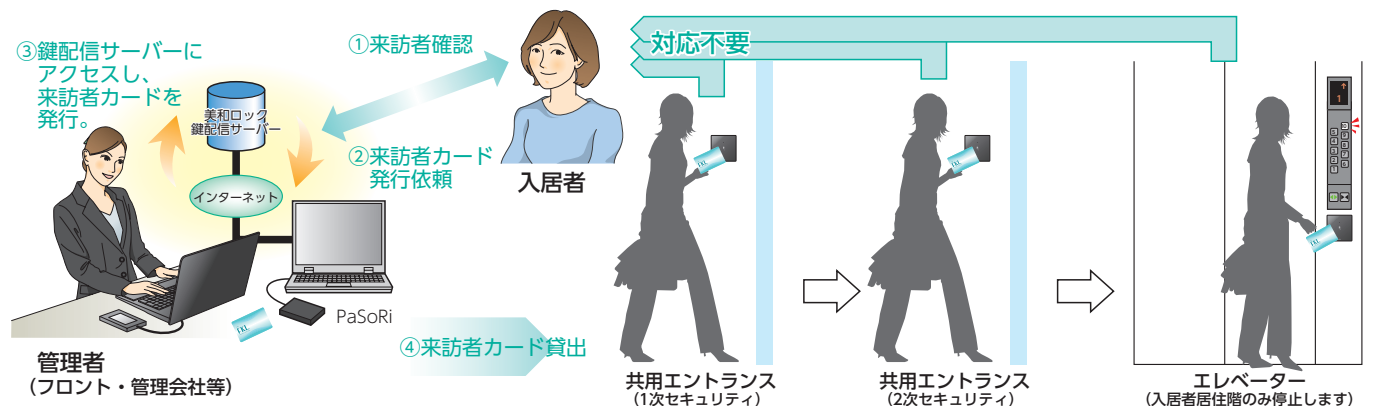 ③鍵配信サーバーに
アクセスし、
来訪者カードを
発行。
美和ロック
鍵配信サーバー
インターネット
PaSoRi
管理者
（フロント・管理会社等）
①来訪者確認
②来訪者カード
発行依頼
入居者
④来訪者カード貸出
対応不要
共用エントランス
（1次セキュリティ）
共用エントランス
（2次セキュリティ）
1
エレベーター
（入居者居住階のみ停止します）